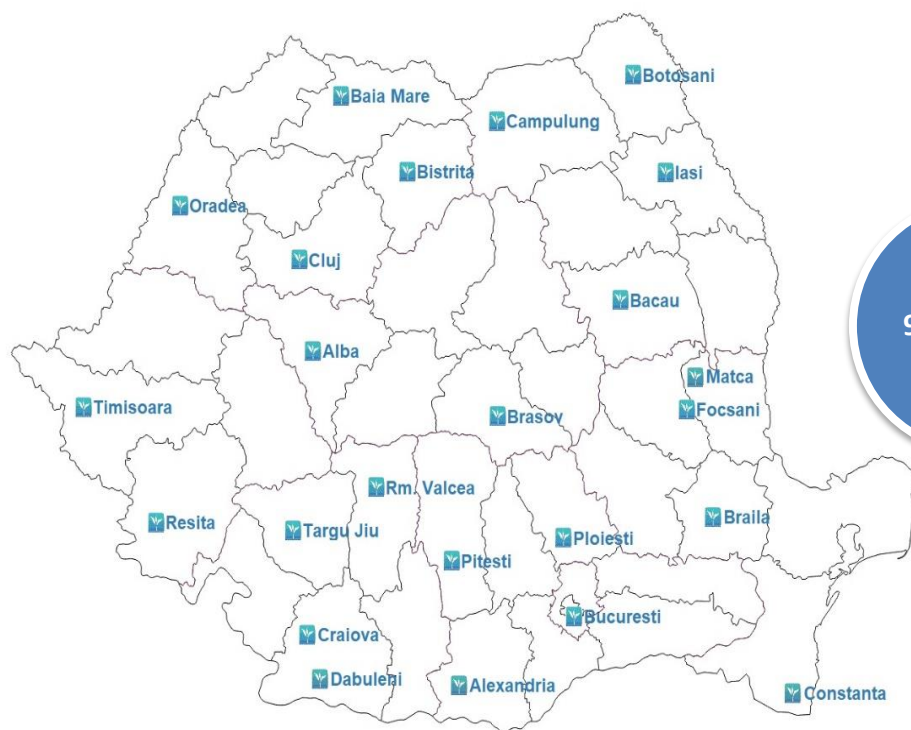 Botosani
Baia Mare
Campulung
Bistrita
Iasi
Oradea
Cluj
Bacau
9
Alba
Matca
Timisoara
Focsani
Brasov
Rm. Valcea
Resita
Targu Jiu
Braila
Ploiesti
Pitesti
Bucuresti
Craiova
Dabuleni
Alexandria
Constanta